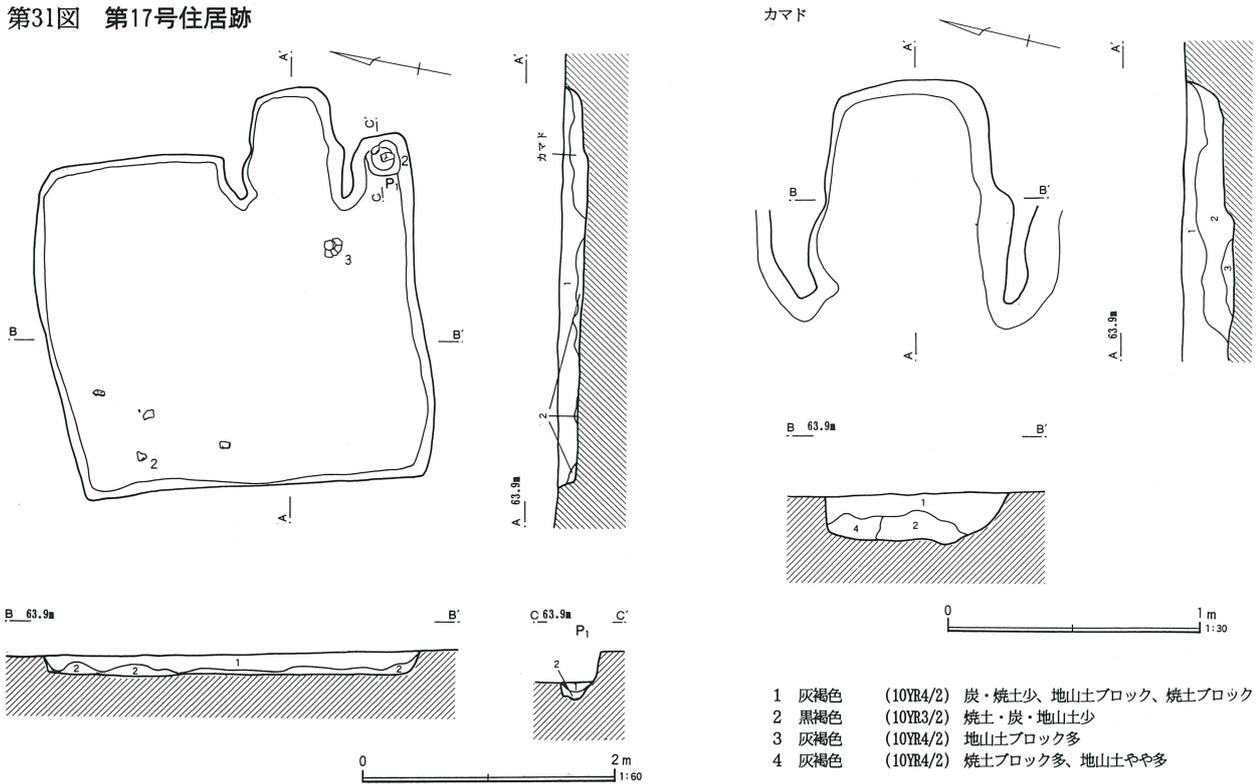 第31図 第17号住居跡
A′
C′
2
P1
C
3
B
B′
2
A
A′
カマド
1
2
A 63.9m
B 63.9m
B′
1
2
2
2
C 63.9m
C′
P1
2
1
0
2m
1:60
カマド
A′
B
B′
A
A′
1
2
3
A 63.9m
B 63.9m
B′
1
4
2
0
1m
1:30
1 灰褐色 (10YR4/2) 炭・焼土少、地山土ブロック、焼土ブロック
2 黒褐色 (10YR3/2) 焼土・炭・地山土少
3 灰褐色 (10YR4/2) 地山土ブロック多
4 灰褐色 (10YR4/2) 焼土ブロック多、地山土やや多